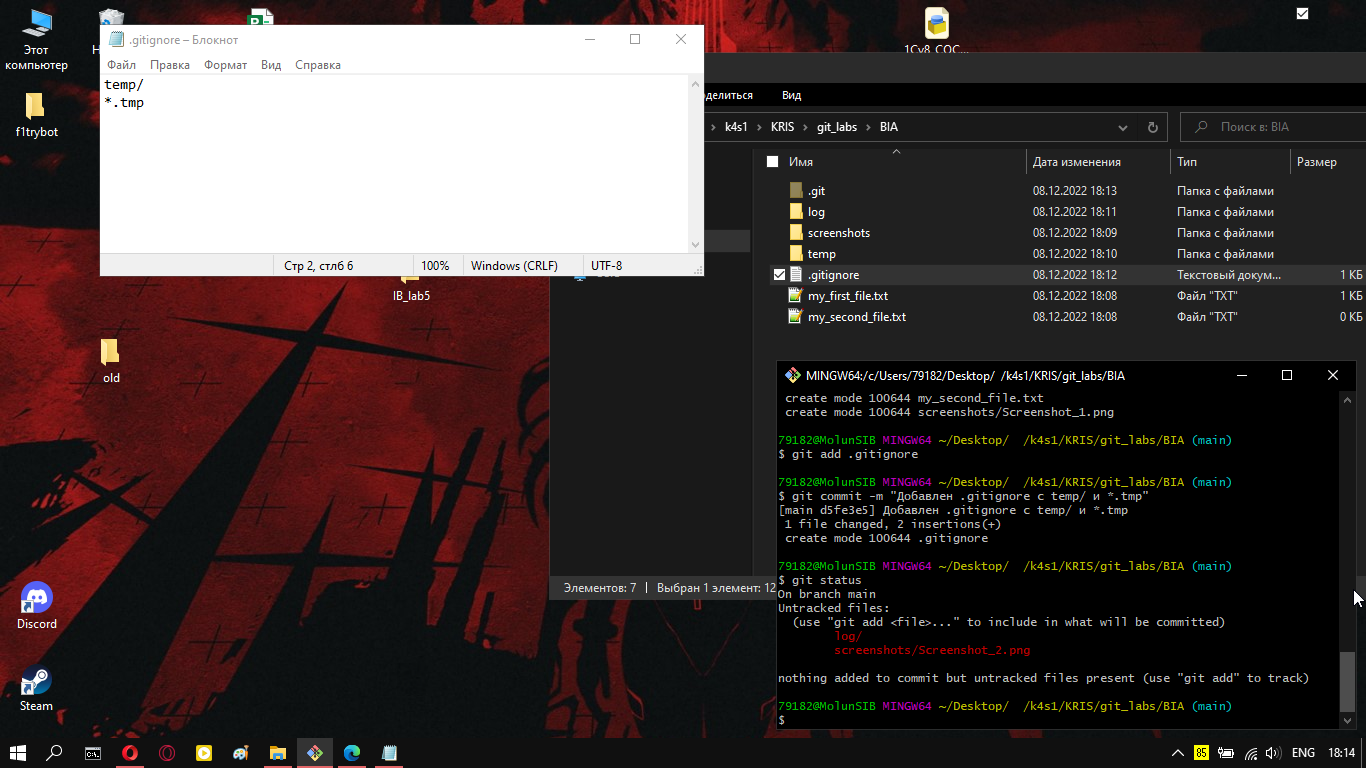 Этот
компьютер
f1trybot
IB_lab5
old
Discord
Steam
1Cv8_СОС...
.gitignore – Блокнот
Файл Правка Формат Вид Справка
temp/
*.tmp
Стр 2, стлб 6 100% Windows (CRLF) UTF-8
Вид
k4s1 › KRIS › git_labs › BIA
Поиск в: BIA
Имя Дата изменения Тип Размер
.git 08.12.2022 18:13 Папка с файлами
log 08.12.2022 18:11 Папка с файлами
screenshots 08.12.2022 18:09 Папка с файлами
temp 08.12.2022 18:10 Папка с файлами
.gitignore 08.12.2022 18:12 Текстовый докум... 1 КБ
my_first_file.txt 08.12.2022 18:08 Файл "TXT" 1 КБ
my_second_file.txt 08.12.2022 18:08 Файл "TXT" 0 КБ
Элементов: 7 Выбран 1 элемент: 12
MINGW64:/c/Users/79182/Desktop/ /k4s1/KRIS/git_labs/BIA
create mode 100644 my_second_file.txt
create mode 100644 screenshots/Screenshot_1.png
79182@MolunSIB MINGW64 ~/Desktop/ /k4s1/KRIS/git_labs/BIA (main)
$ git add .gitignore
79182@MolunSIB MINGW64 ~/Desktop/ /k4s1/KRIS/git_labs/BIA (main)
$ git commit -m "Добавлен .gitignore с temp/ и *.tmp"
[main d5fe3e5] Добавлен .gitignore с temp/ и *.tmp
1 file changed, 2 insertions(+)
create mode 100644 .gitignore
79182@MolunSIB MINGW64 ~/Desktop/ /k4s1/KRIS/git_labs/BIA (main)
$ git status
On branch main
Untracked files:
(use "git add <file>..." to include in what will be committed)
log/
screenshots/Screenshot_2.png
nothing added to commit but untracked files present (use "git add" to track)
79182@MolunSIB MINGW64 ~/Desktop/ /k4s1/KRIS/git_labs/BIA (main)
$
85 ENG 18:14